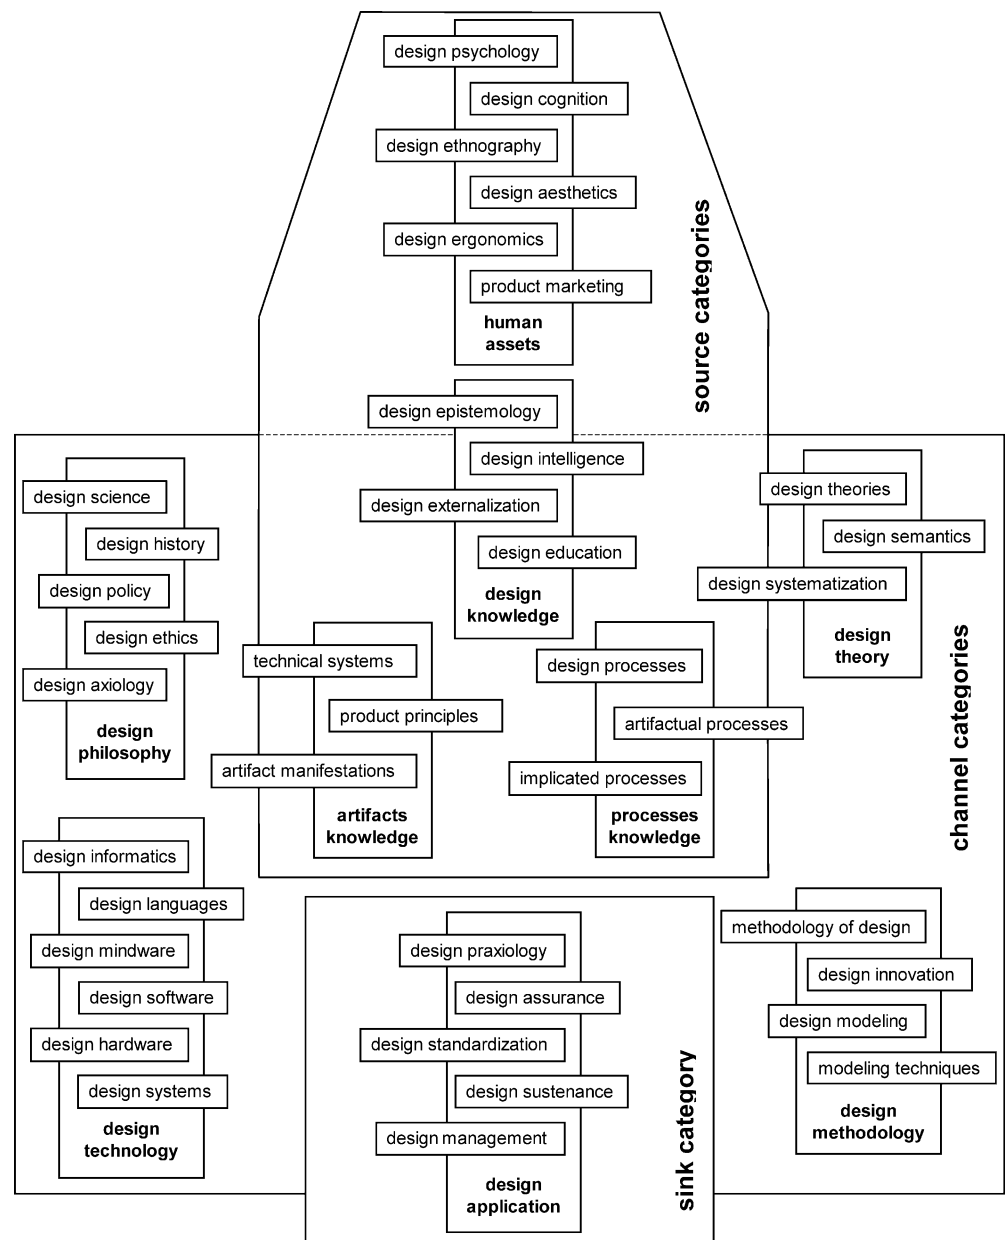 design psychology
design cognition
design ethnography
design aesthetics
design ergonomics
product marketing
human
assets
source categories
design epistemology
design intelligence
design externalization
design education
design
knowledge
design science
design history
design policy
design ethics
design axiology
design
philosophy
technical systems
product principles
artifact manifestations
artifacts
knowledge
design processes
artifactual processes
implicated processes
processes
knowledge
design theories
design semantics
design systematization
design
theory
channel categories
design informatics
design languages
design mindware
design software
design hardware
design systems
design
technology
design praxiology
design assurance
design standardization
design sustenance
design management
design
application
sink category
methodology of design
design innovation
design modeling
modeling techniques
design
methodology